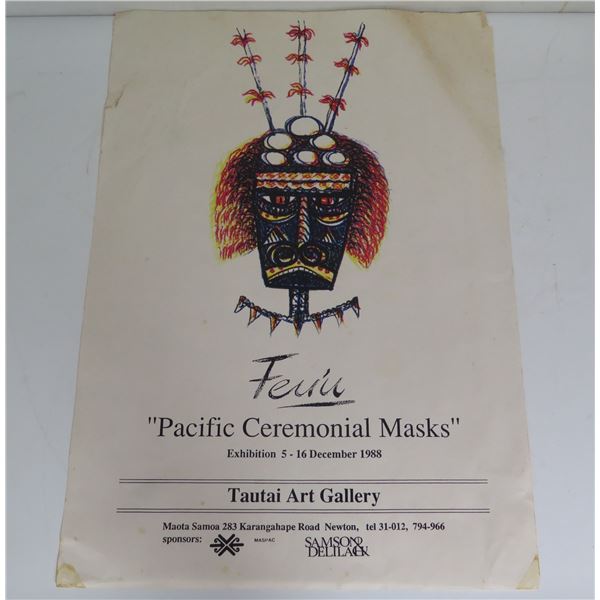 Feu'u
"Pacific Ceremonial Masks"
Exhibition 5 - 16 December 1988
Tautai Art Gallery
Maota Samoa 283 Karangahape Road Newton, tel 31-012, 794-966
sponsors: MASPAC SAMSON &
DELILAH